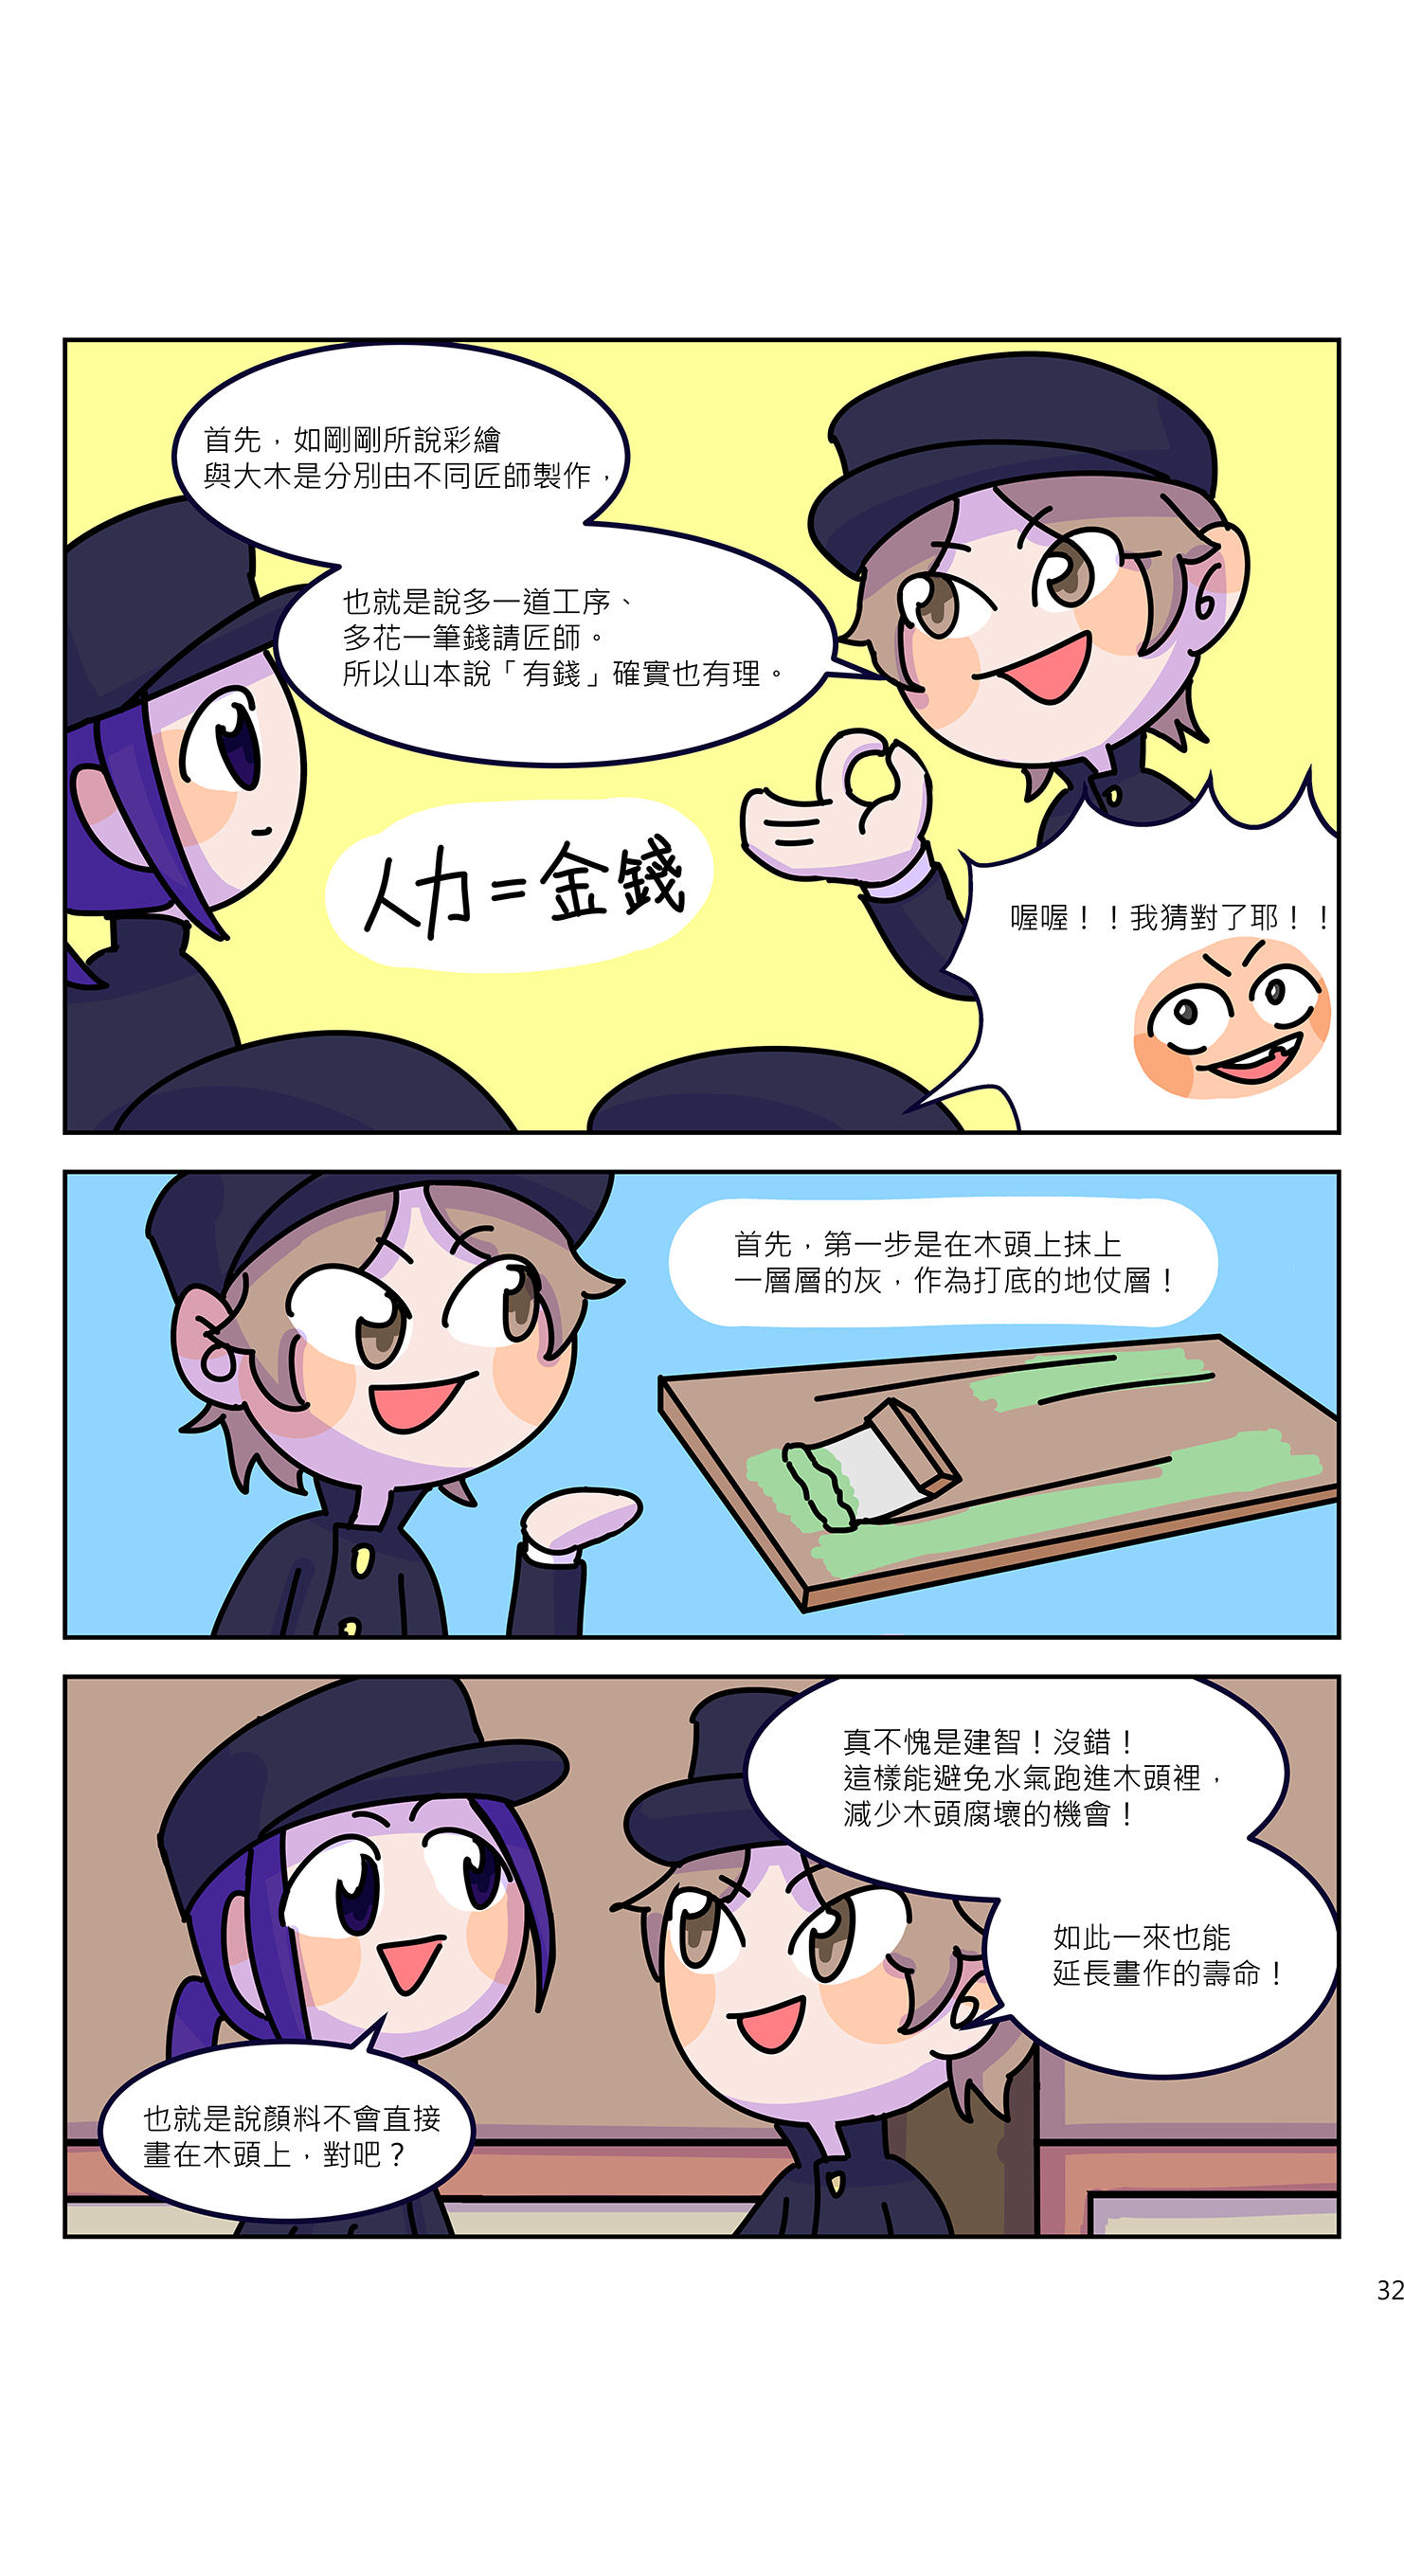 首先，如剛剛所說彩繪
與大木是分別由不同匠師製作，
也就是說多一道工序、
多花一筆錢請匠師。
所以山本說「有錢」確實也有理。
人力=金錢
喔喔！！我猜對了耶！！
首先，第一步是在木頭上抹上
一層層的灰，作為打底的地仗層！
真不愧是建智！沒錯！
這樣能避免水氣跑進木頭裡，
減少木頭腐壞的機會！
如此一來也能
延長畫作的壽命！
也就是說顏料不會直接
畫在木頭上，對吧？
32